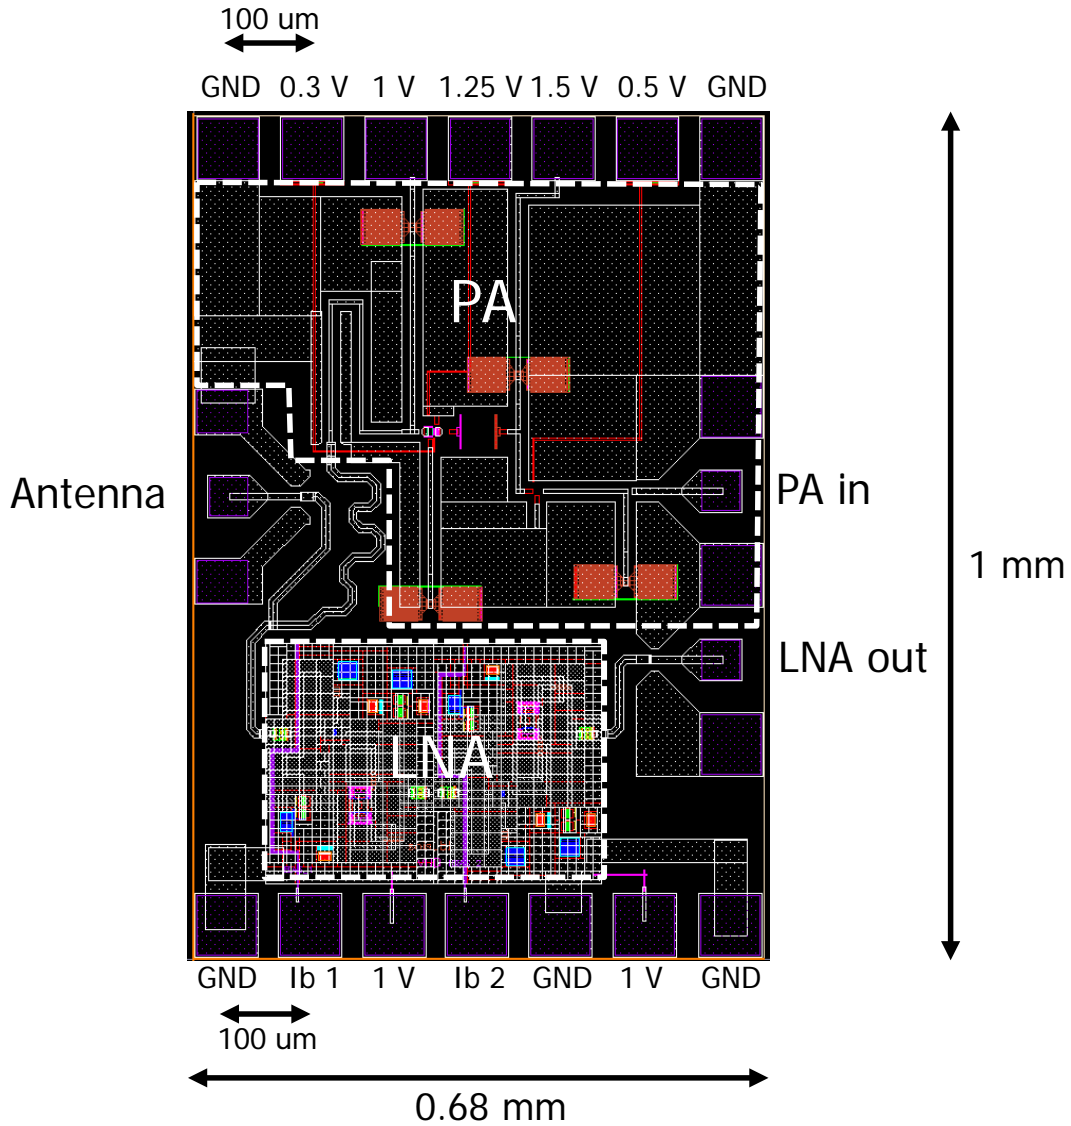 100 um
GND 0.3 V 1 V 1.25 V 1.5 V 0.5 V GND
PA
Antenna
PA in
1 mm
LNA out
LNA
GND Ib 1 1 V Ib 2 GND 1 V GND
100 um
0.68 mm